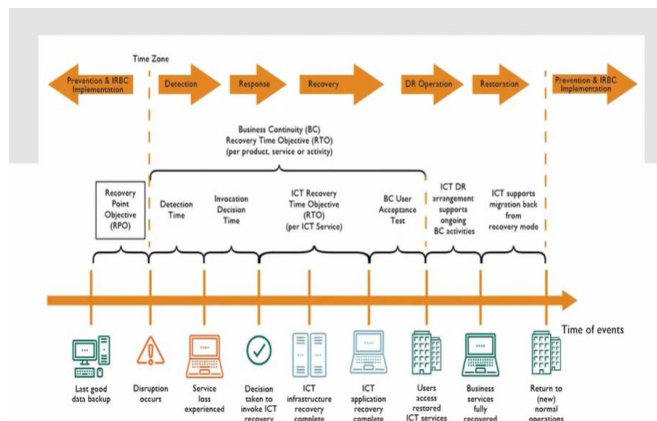 Time Zone
Prevention & IRBC
Implementation
Detection
Response
Recovery
DR Operation
Restoration
Prevention & IRBC
Implementation
Business Continuity (BC)
Recovery Time Objective (RTO)
(per product, service or activity)
Recovery
Point
Objective
(RPO)
Detection
Time
Invocation
Decision
Time
ICT Recovery
Time Objective
(RTO)
(per ICT Service)
BC User
Acceptance
Test
ICT DR
arrangement
supports
ongoing
BC activities
ICT supports
migration back
from
recovery mode
Time of events
Last good
data backup
Disruption
occurs
Service
loss
experienced
Decision
taken to
invoke ICT
recovery
ICT
infrastructure
recovery
complete
ICT
application
recovery
complete
Users
access
restored
ICT services
Business
services
fully
recovered
Return to
(new)
normal
operations